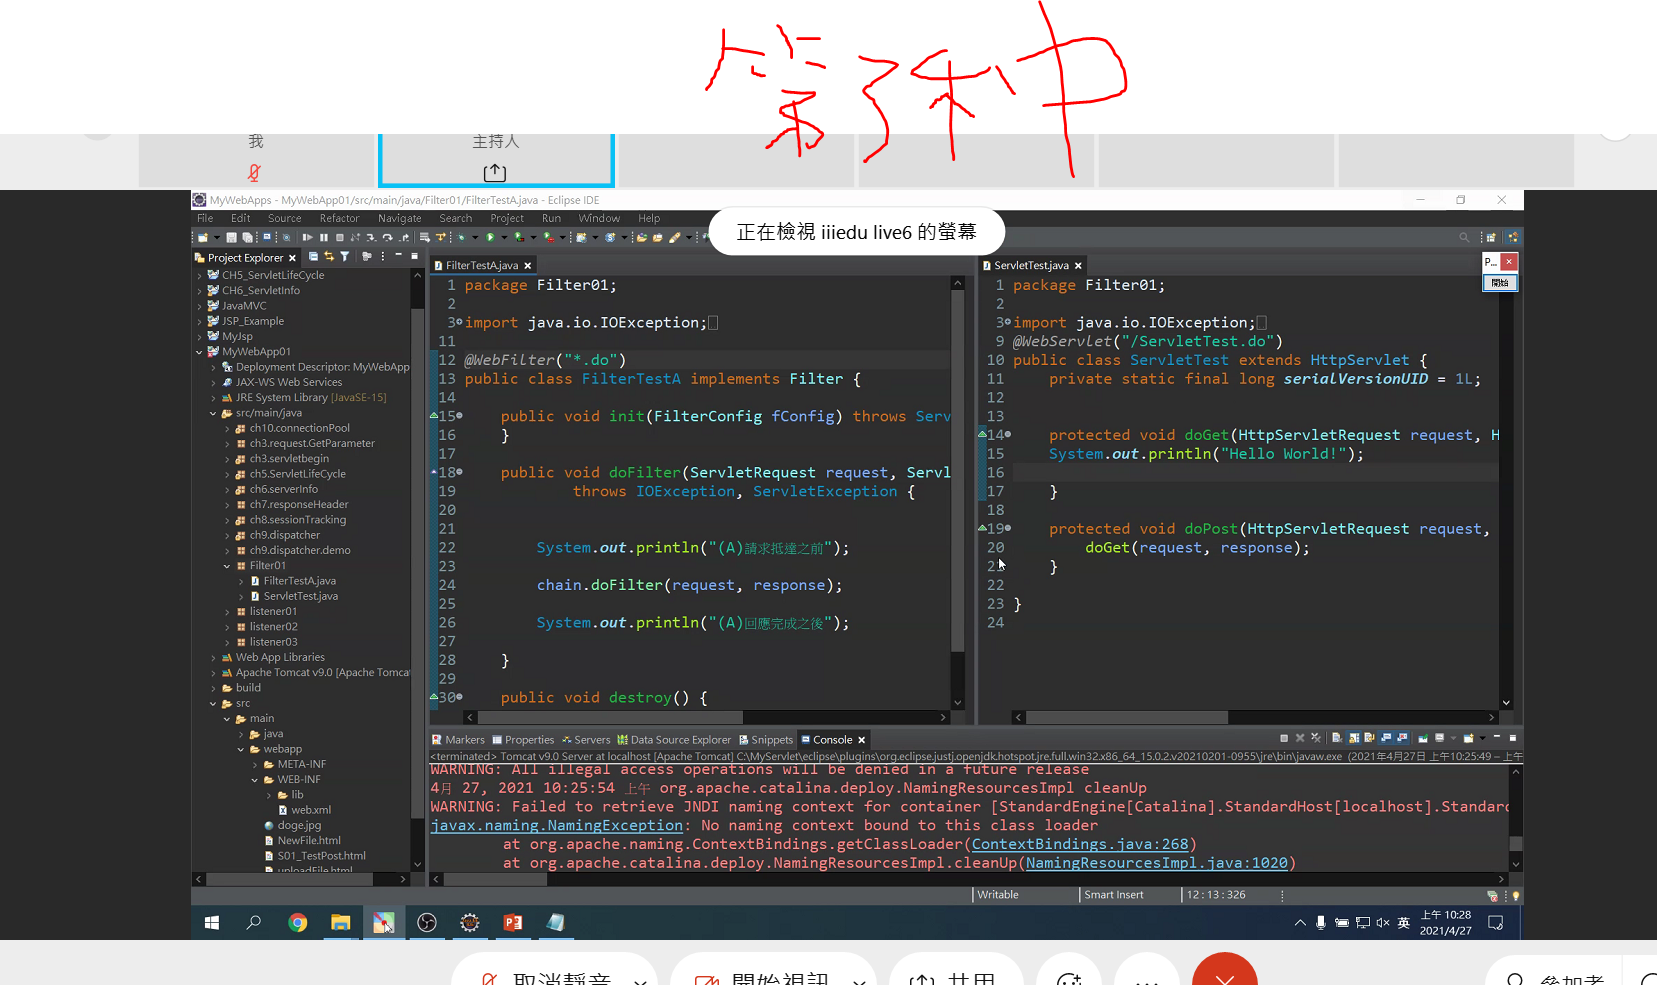 我
主持人
MyWebApps - MyWebApp01/src/main/java/Filter01/FilterTestA.java - Eclipse IDE
File Edit Source Refactor Navigate Search Project Run Window Help
正在檢視 iiiedu live6 的螢幕
P...
開始
Project Explorer
CH5_ServletLifeCycle
CH6_ServletInfo
JavaMVC
JSP_Example
MyJsp
MyWebApp01
Deployment Descriptor: MyWebApp
JAX-WS Web Services
JRE System Library [JavaSE-15]
src/main/java
ch10.connectionPool
ch3.request.GetParameter
ch3.servletbegin
ch5.ServletLifeCycle
ch6.serverInfo
ch7.responseHeader
ch8.sessionTracking
ch9.dispatcher
ch9.dispatcher.demo
Filter01
FilterTestA.java
ServletTest.java
listener01
listener02
listener03
Web App Libraries
Apache Tomcat v9.0 [Apache Tomca
build
src
main
java
webapp
META-INF
WEB-INF
lib
web.xml
doge.jpg
NewFile.html
S01_TestPost.html
uploadFile.html
FilterTestA.java
1 package Filter01;
2
3 import java.io.IOException;
11
12 @WebFilter("*.do")
13 public class FilterTestA implements Filter {
14
15 public void init(FilterConfig fConfig) throws Serv
16 }
17
18 public void doFilter(ServletRequest request, Servl
19 throws IOException, ServletException {
20
21
22 System.out.println("(A)請求抵達之前");
23
24 chain.doFilter(request, response);
25
26 System.out.println("(A)回應完成之後");
27
28 }
29
30 public void destroy() {
ServletTest.java
1 package Filter01;
2
3 import java.io.IOException;
9 @WebServlet("/ServletTest.do")
10 public class ServletTest extends HttpServlet {
11 private static final long serialVersionUID = 1L;
12
13
14 protected void doGet(HttpServletRequest request, H
15 System.out.println("Hello World!");
16
17 }
18
19 protected void doPost(HttpServletRequest request,
20 doGet(request, response);
21 }
22
23 }
24
Markers Properties Servers Data Source Explorer Snippets Console
<terminated> Tomcat v9.0 Server at localhost [Apache Tomcat] C:\MyServlet\eclipse\plugins\org.eclipse.justj.openjdk.hotspot.jre.full.win32.x86_64_15.0.2.v20210201-0955\jre\bin\javaw.exe (2021年4月27日 上午10:25:49 – 上午
WARNING: All illegal access operations will be denied in a future release
4月 27, 2021 10:25:54 上午 org.apache.catalina.deploy.NamingResourcesImpl cleanUp
WARNING: Failed to retrieve JNDI naming context for container [StandardEngine[Catalina].StandardHost[localhost].Standard
javax.naming.NamingException: No naming context bound to this class loader
at org.apache.naming.ContextBindings.getClassLoader(ContextBindings.java:268)
at org.apache.catalina.deploy.NamingResourcesImpl.cleanUp(NamingResourcesImpl.java:1020)
Writable Smart Insert 12 : 13 : 326
英
上午 10:28
2021/4/27
取消靜音 開始視訊 共用 參加者